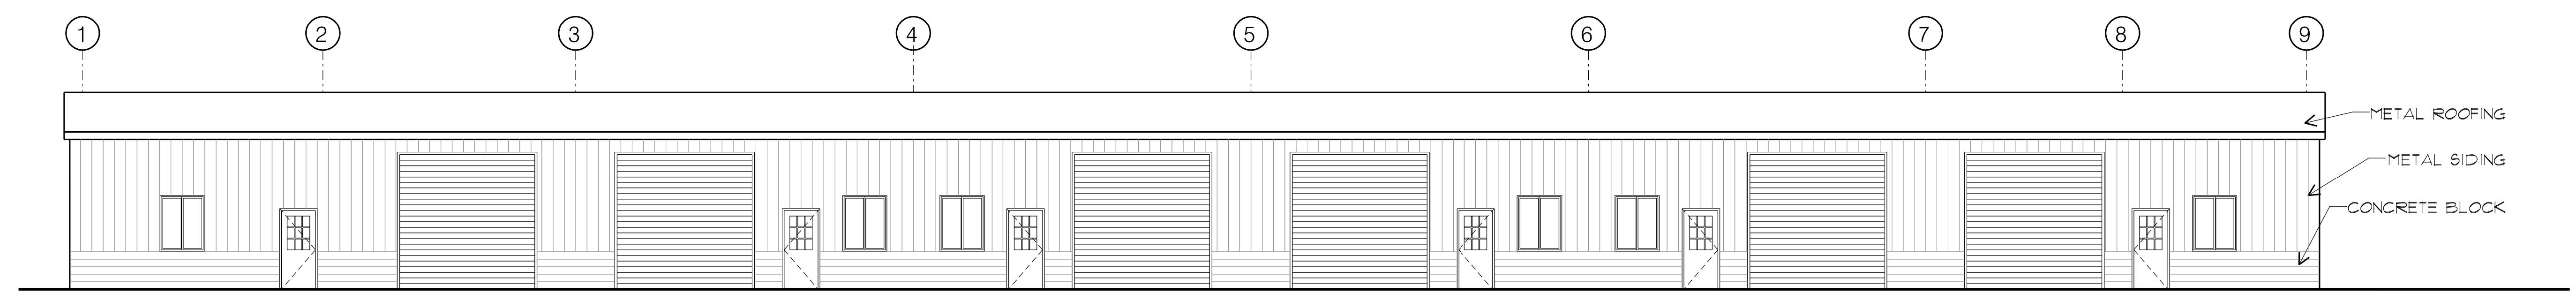 1 2 3 4 5 6 7 8 9
METAL ROOFING
METAL SIDING
CONCRETE BLOCK